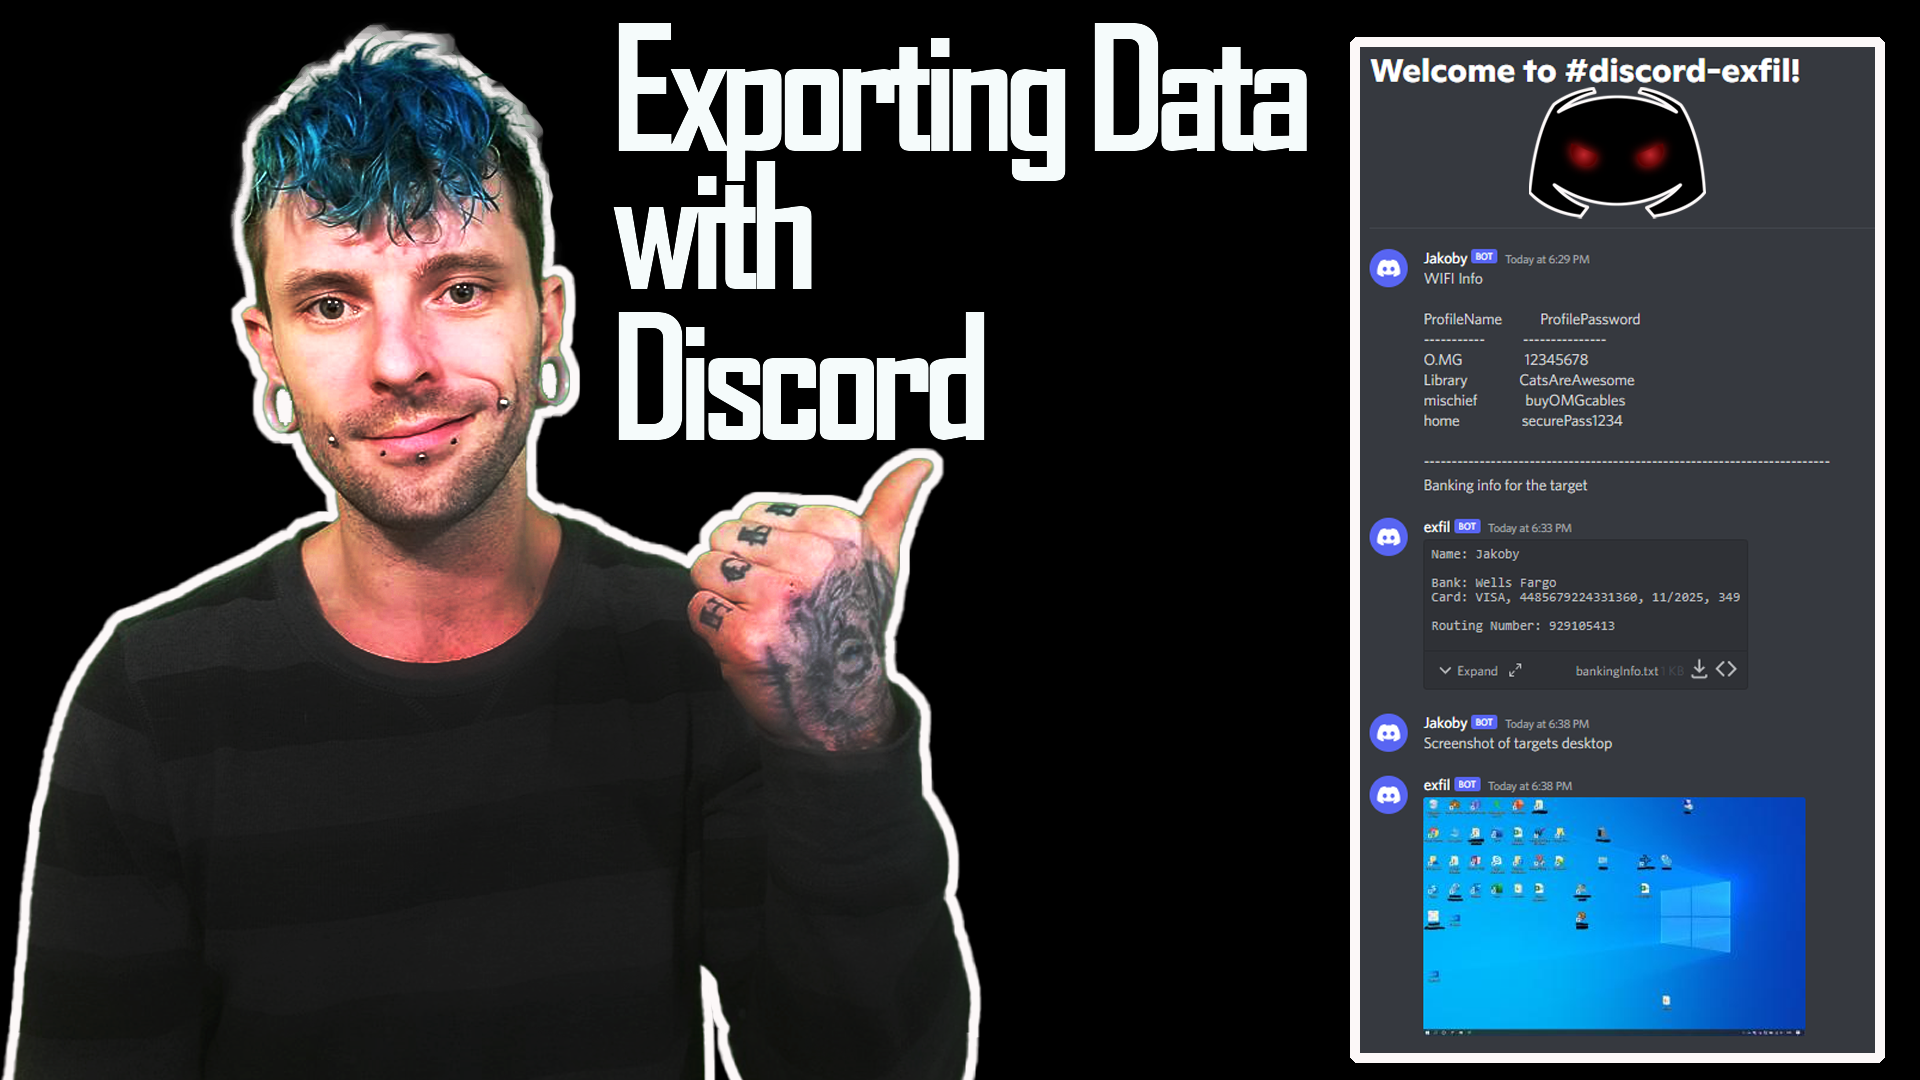 Exporting Data
with
Discord
Welcome to #discord-exfil!
Jakoby BOT Today at 6:29 PM
WIFI Info
ProfileName ProfilePassword
----------- ---------------
O.MG 12345678
Library CatsAreAwesome
mischief buyOMGcables
home securePass1234
--------------------------------------------------------------------------
Banking info for the target
exfil BOT Today at 6:33 PM
Name: Jakoby
Bank: Wells Fargo
Card: VISA, 4485679224331360, 11/2025, 349
Routing Number: 929105413
Expand bankingInfo.txt 1 KB
Jakoby BOT Today at 6:38 PM
Screenshot of targets desktop
exfil BOT Today at 6:38 PM